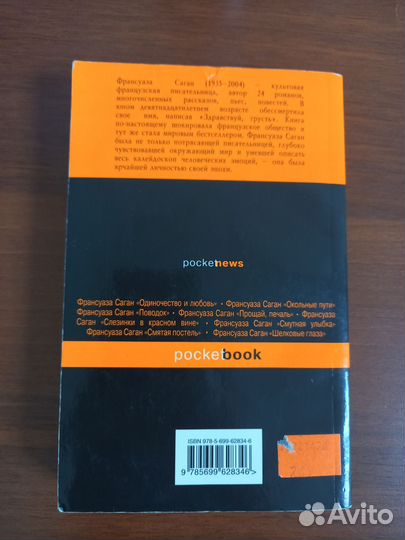 Франсуаза Саган (1935–2004) – культовая
французская писательница, автор 24 романов,
многочисленных рассказов, пьес, повестей. В
юном девятнадцатилетнем возрасте обессмертила
свое имя, написав «Здравствуй, грусть». Книга
по-настоящему шокировала французское общество и
тут же стала мировым бестселлером. Франсуаза Саган
была не только потрясающей писательницей, глубоко
чувствовавшей окружающий мир и умевшей описать
весь калейдоскоп человеческих эмоций, – она была
ярчайшей личностью своей эпохи.
pocketnews
Франсуаза Саган «Одиночество и любовь» • Франсуаза Саган «Окольные пути»
Франсуаза Саган «Поводок» • Франсуаза Саган «Прощай, печаль» • Франсуаза
Саган «Слезинки в красном вине» • Франсуаза Саган «Смутная улыбка»
Франсуаза Саган «Смятая постель» • Франсуаза Саган «Шелковые глаза»
pocketbook
ISBN 978-5-699-62834-6
9 785699 628346 >
Avito